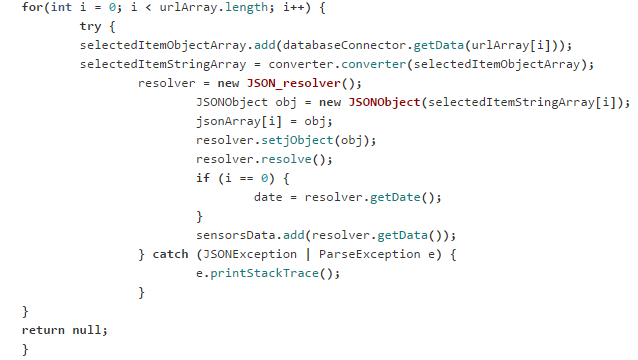 for(int i = 0; i < urlArray.length; i++) {
try {
selectedItemObjectArray.add(databaseConnector.getData(urlArray[i]));
selectedItemStringArray = converter.converter(selectedItemObjectArray);
resolver = new JSON_resolver();
JSONObject obj = new JSONObject(selectedItemStringArray[i]);
jsonArray[i] = obj;
resolver.setjObject(obj);
resolver.resolve();
if (i == 0) {
date = resolver.getDate();
}
sensorsData.add(resolver.getData());
} catch (JSONException | ParseException e) {
e.printStackTrace();
}
}
return null;
}